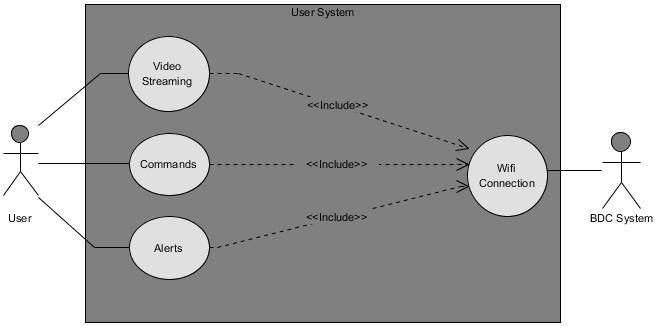 User System
Video
Streaming
<<Include>>
Commands
<<Include>>
Wifi
Connection
User
BDC System
<<Include>>
Alerts